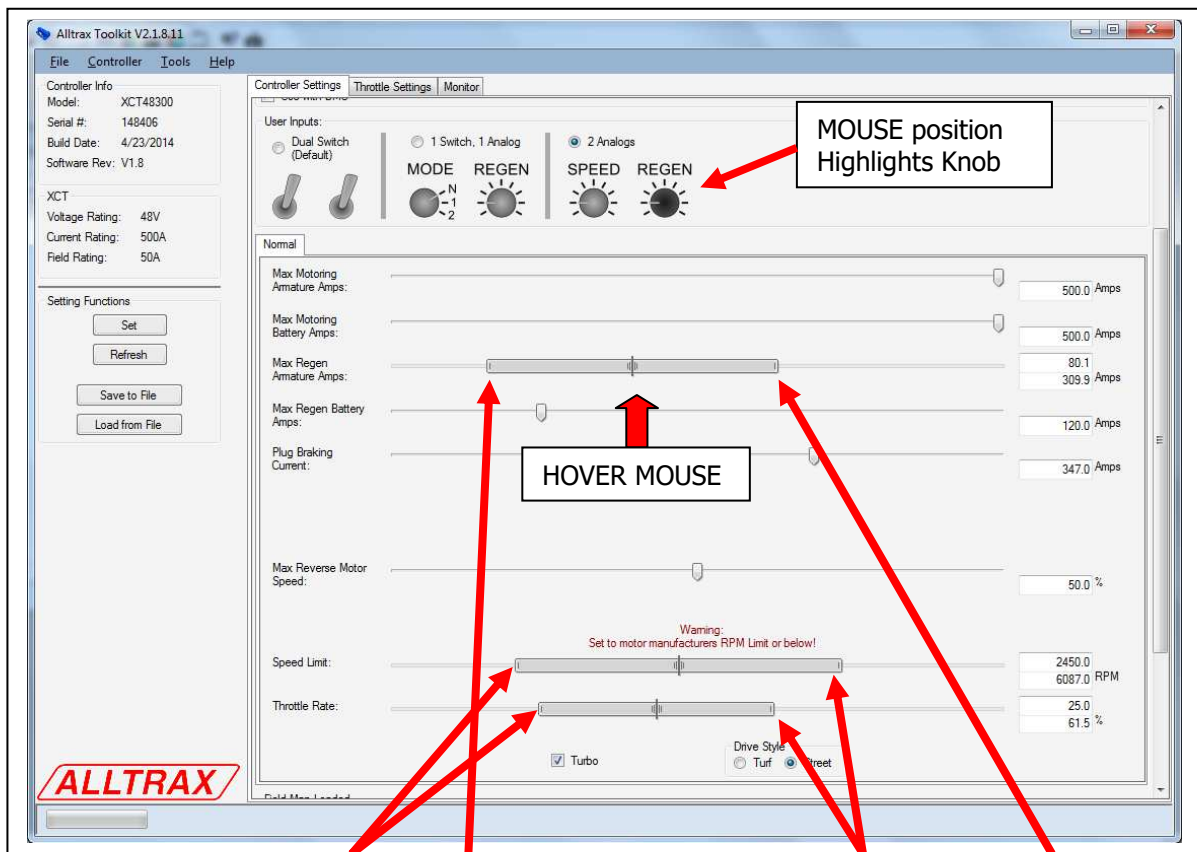 Alltrax Toolkit V2.1.8.11
File Controller Tools Help
Controller Info
Model: XCT48300
Serial #: 148406
Build Date: 4/23/2014
Software Rev: V1.8
XCT
Voltage Rating: 48V
Current Rating: 500A
Field Rating: 50A
Setting Functions
Set
Refresh
Save to File
Load from File
ALLTRAX
Controller Settings Throttle Settings Monitor
User Inputs:
Dual Switch
(Default)
1 Switch, 1 Analog
MODE REGEN
N
1
2
2 Analogs
SPEED REGEN
MOUSE position
Highlights Knob
Normal
Max Motoring
Armature Amps:
500.0 Amps
Max Motoring
Battery Amps:
500.0 Amps
Max Regen
Armature Amps:
80.1
309.9 Amps
Max Regen Battery
Amps:
120.0 Amps
HOVER MOUSE
Plug Braking
Current:
347.0 Amps
Max Reverse Motor
Speed:
50.0 %
Warning:
Set to motor manufacturers RPM Limit or below!
Speed Limit:
2450.0
6087.0 RPM
Throttle Rate:
25.0
61.5 %
Turbo
Drive Style
Turf Street